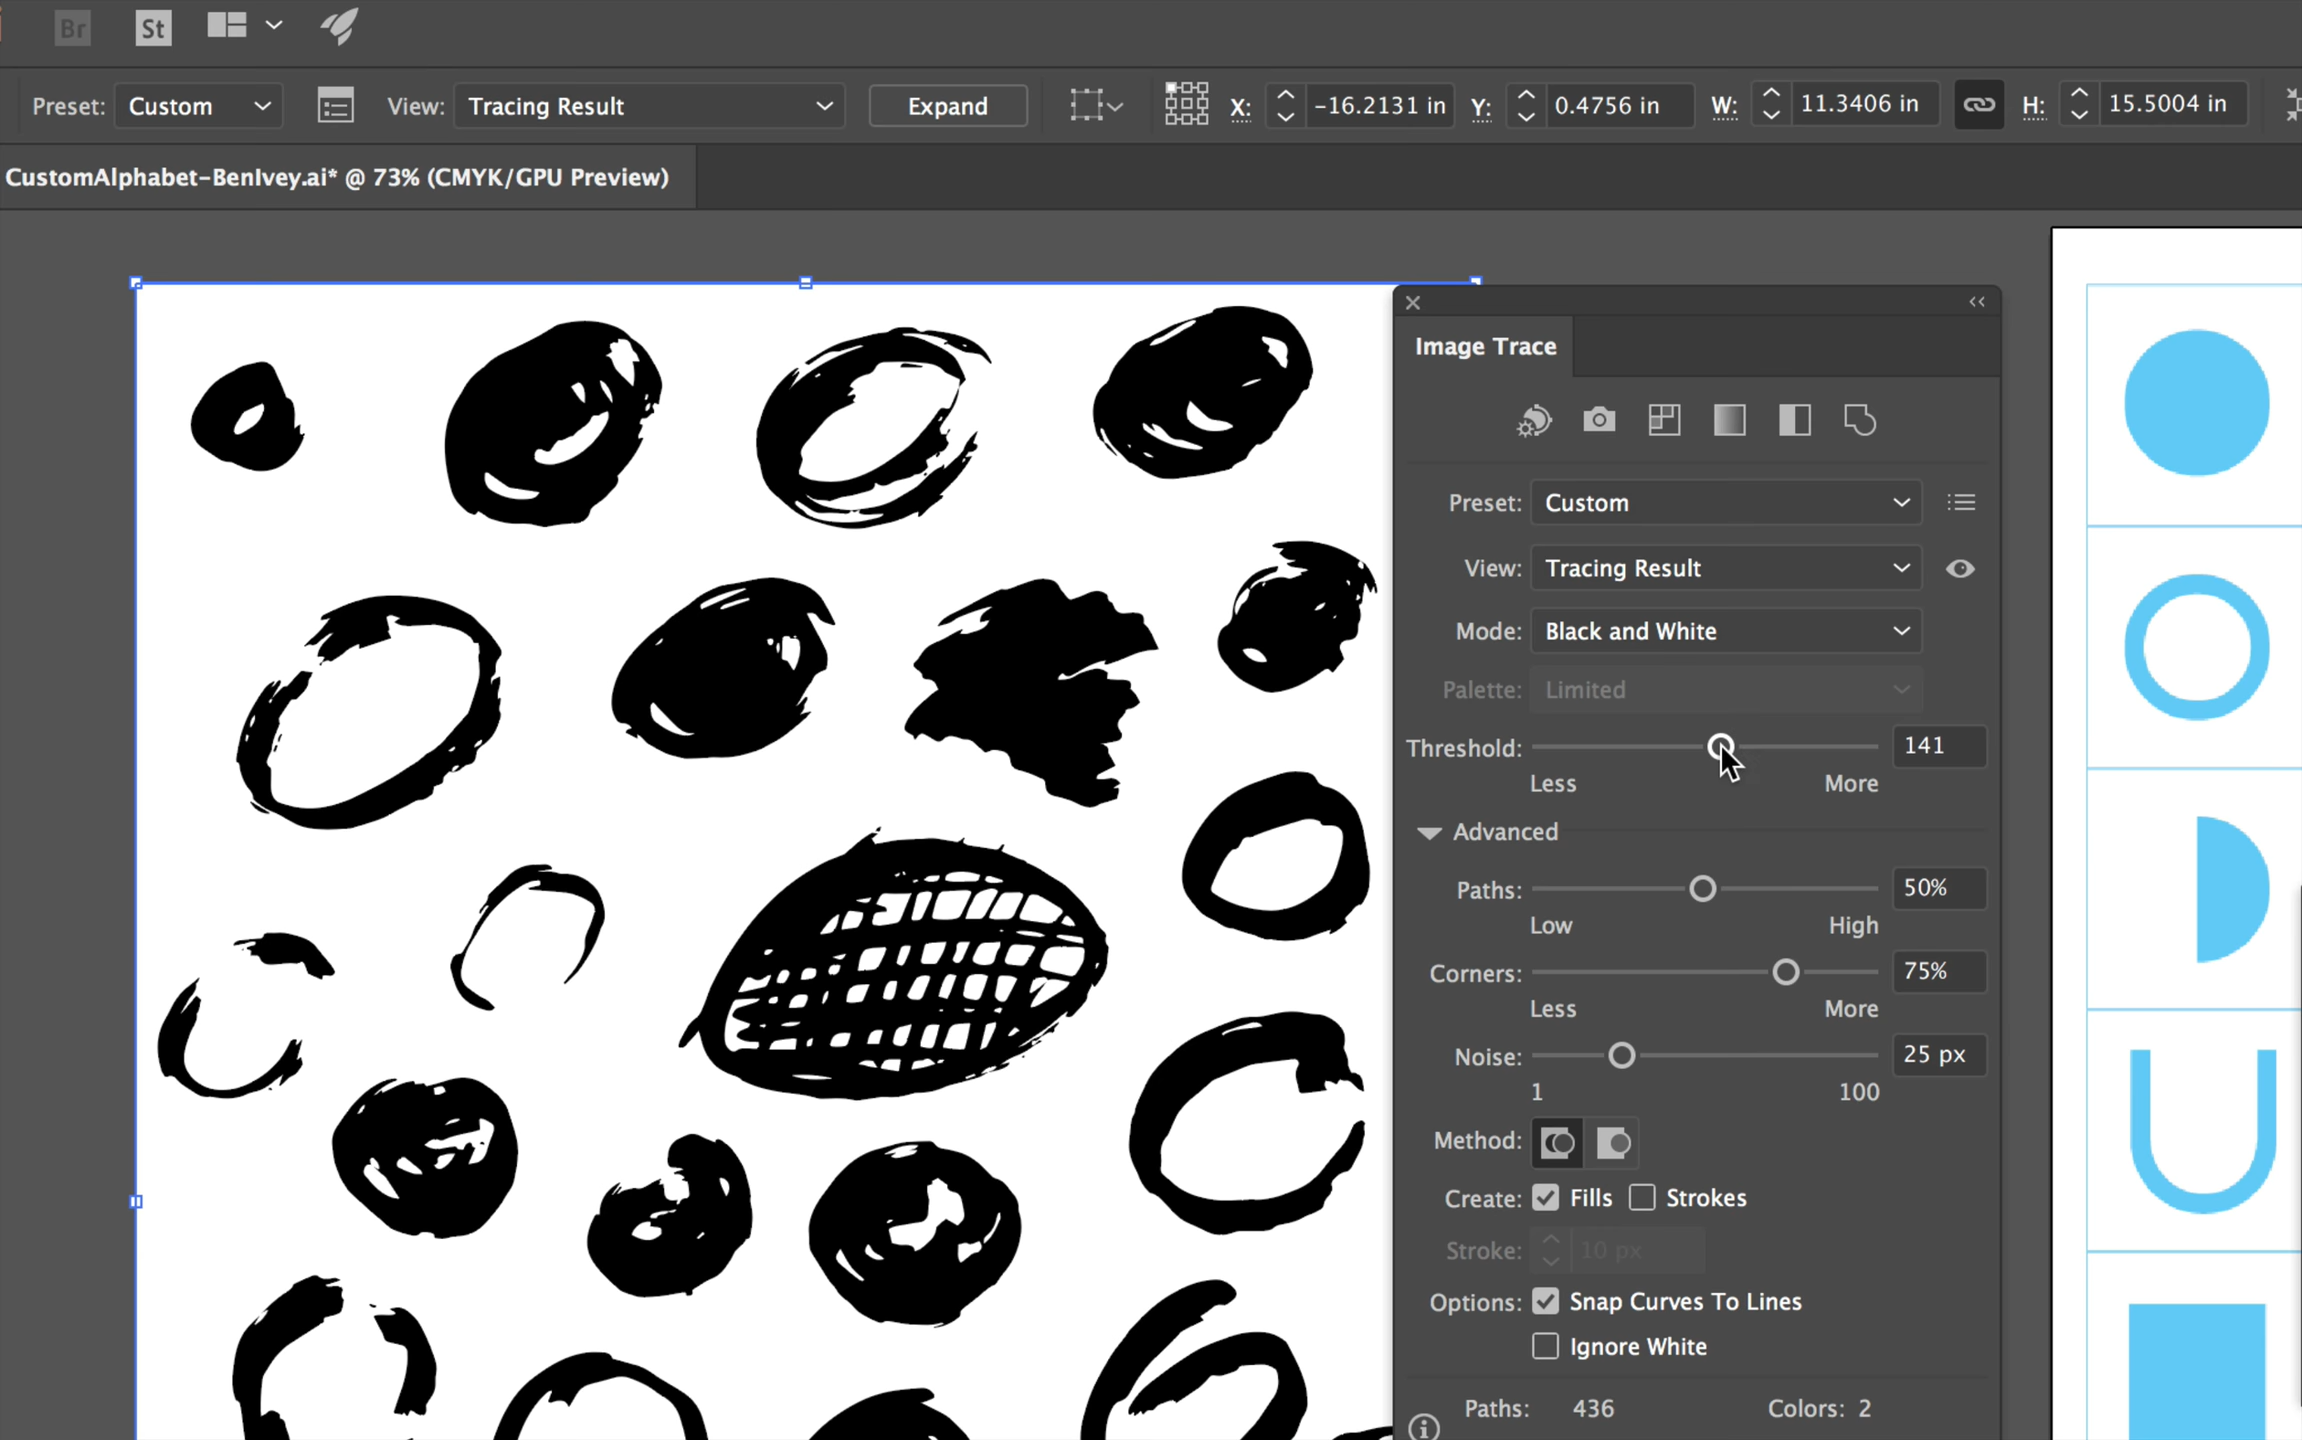 Br St
Preset: Custom View: Tracing Result Expand X: -16.2131 in Y: 0.4756 in W: 11.3406 in H: 15.5004 in
CustomAlphabet-BenIvey.ai* @ 73% (CMYK/GPU Preview)
Image Trace
Preset: Custom
View: Tracing Result
Mode: Black and White
Palette: Limited
Threshold: 141
Less More
Advanced
Paths: 50%
Low High
Corners: 75%
Less More
Noise: 25 px
1 100
Method:
Create: Fills Strokes
Stroke: 10 px
Options: Snap Curves To Lines
Ignore White
Paths: 436 Colors: 2